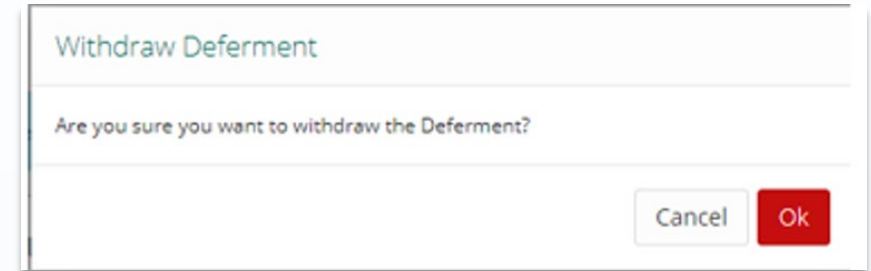 Withdraw Deferment
Are you sure you want to withdraw the Deferment?
Cancel Ok